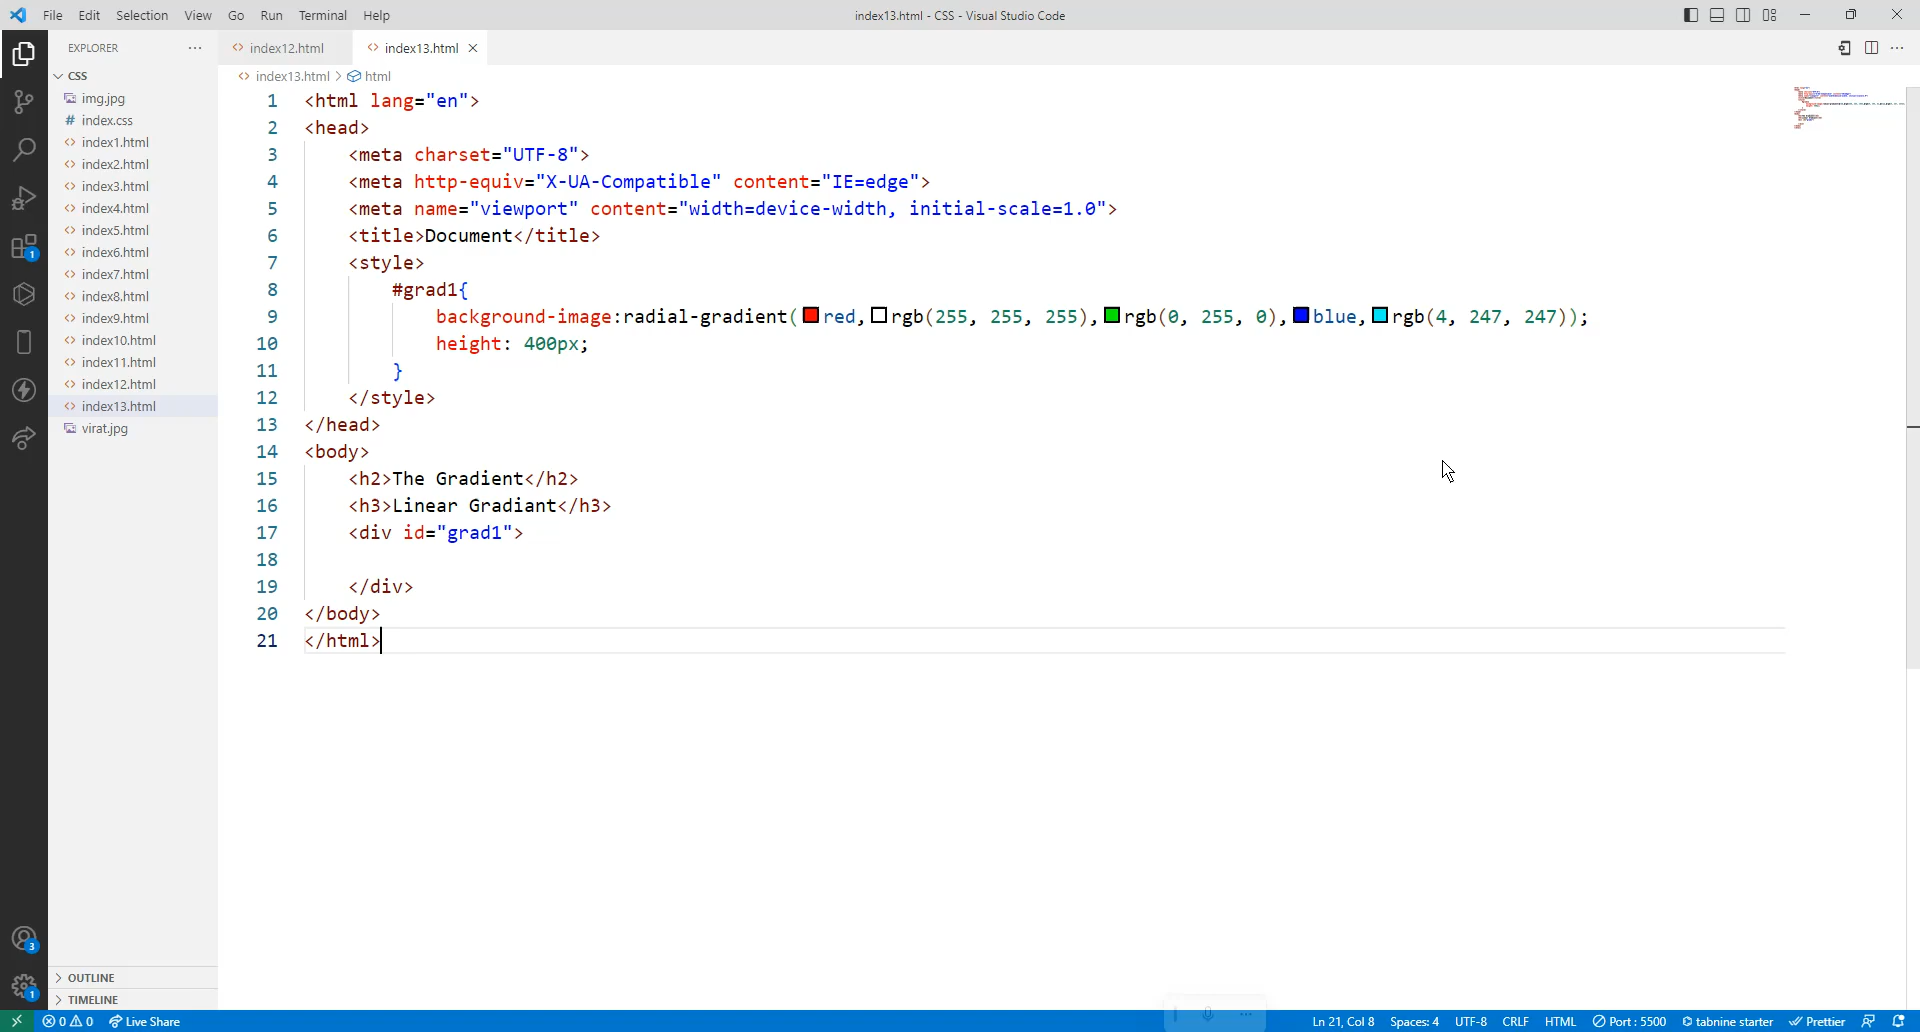 File Edit Selection View Go Run Terminal Help
index13.html - CSS - Visual Studio Code
EXPLORER ...
CSS
img.jpg
# index.css
<> index1.html
<> index2.html
<> index3.html
<> index4.html
<> index5.html
<> index6.html
<> index7.html
<> index8.html
<> index9.html
<> index10.html
<> index11.html
<> index12.html
<> index13.html
virat.jpg
OUTLINE
TIMELINE
1
3
1
<> index12.html
<> index13.html
<> index13.html > html
1 <html lang="en">
2 <head>
3 <meta charset="UTF-8">
4 <meta http-equiv="X-UA-Compatible" content="IE=edge">
5 <meta name="viewport" content="width=device-width, initial-scale=1.0">
6 <title>Document</title>
7 <style>
8 #grad1{
9 background-image:radial-gradient(red,rgb(255, 255, 255),rgb(0, 255, 0),blue,rgb(4, 247, 247));
10 height: 400px;
11 }
12 </style>
13 </head>
14 <body>
15 <h2>The Gradient</h2>
16 <h3>Linear Gradiant</h3>
17 <div id="grad1">
18
19 </div>
20 </body>
21 </html>
0 0 Live Share
Ln 21, Col 8 Spaces: 4 UTF-8 CRLF HTML Port : 5500 tabnine starter Prettier